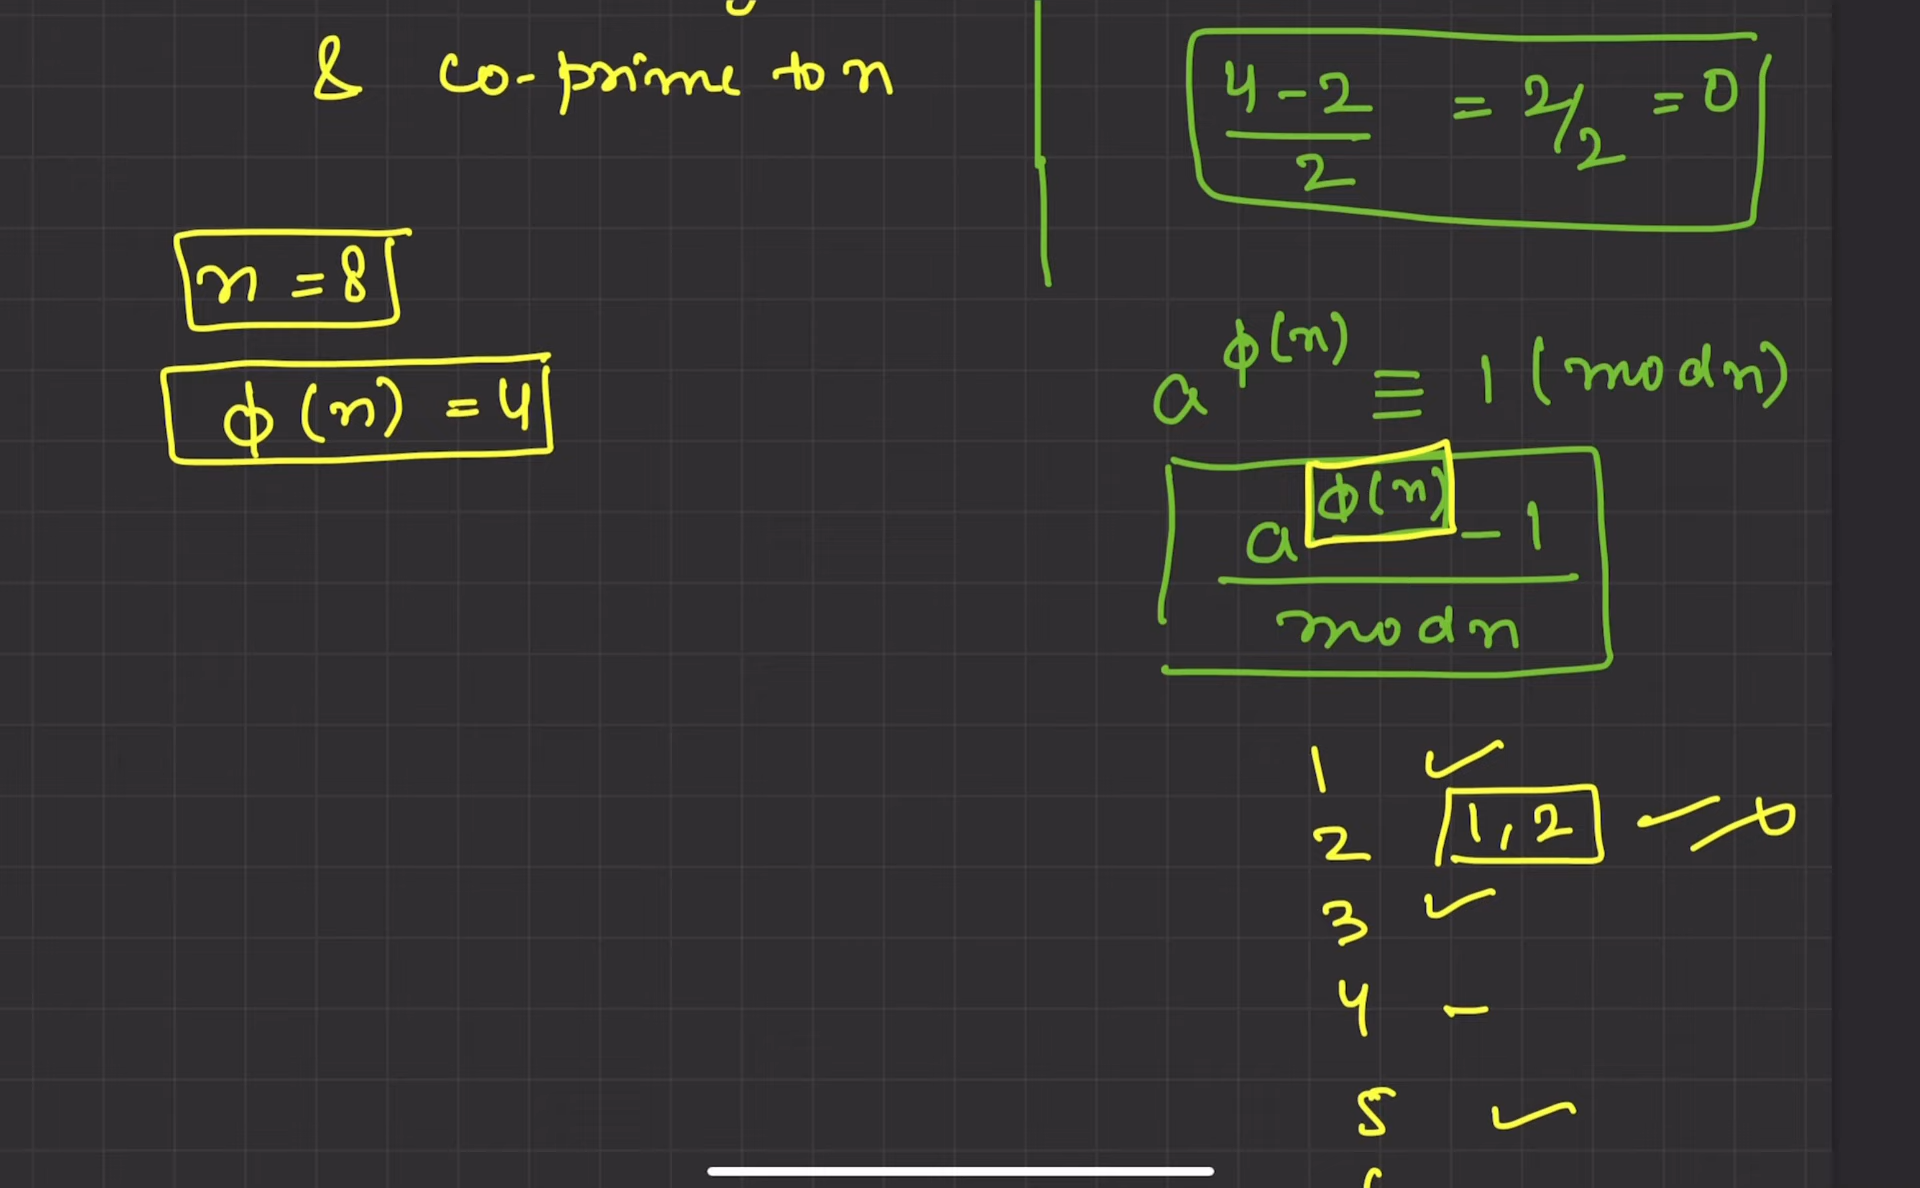 & co-prime to n
n = 8
ϕ(n) = 4
4-2/2 = 2/2 = 0
a^ϕ(n) ≡ 1 (mod n)
a^ϕ(n) - 1
mod n
1 ✓
2 1, 2
3 ✓
4 -
5 ✓